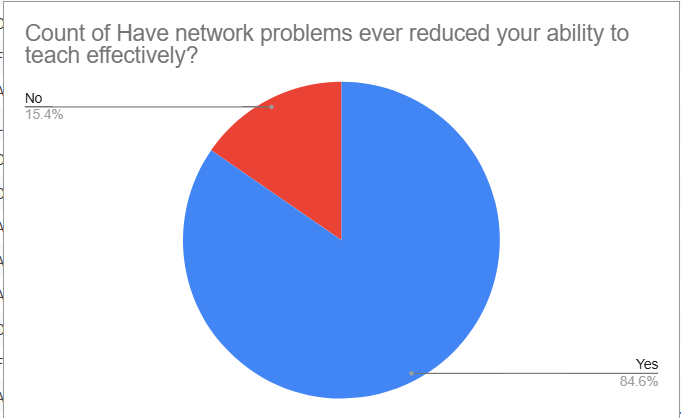 Count of Have network problems ever reduced your ability to
teach effectively?
No
15.4%
Yes
84.6%